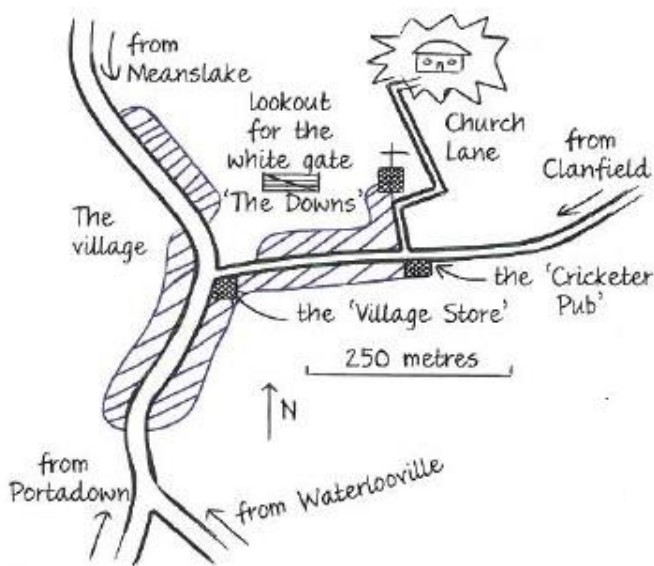 from
Meanslake
lookout
for the
white gate
'The Downs'
Church
Lane
from
Clanfield
The
village
the 'Cricketer
Pub'
the 'Village Store'
250 metres
N
from
Portadown
from Waterlooville